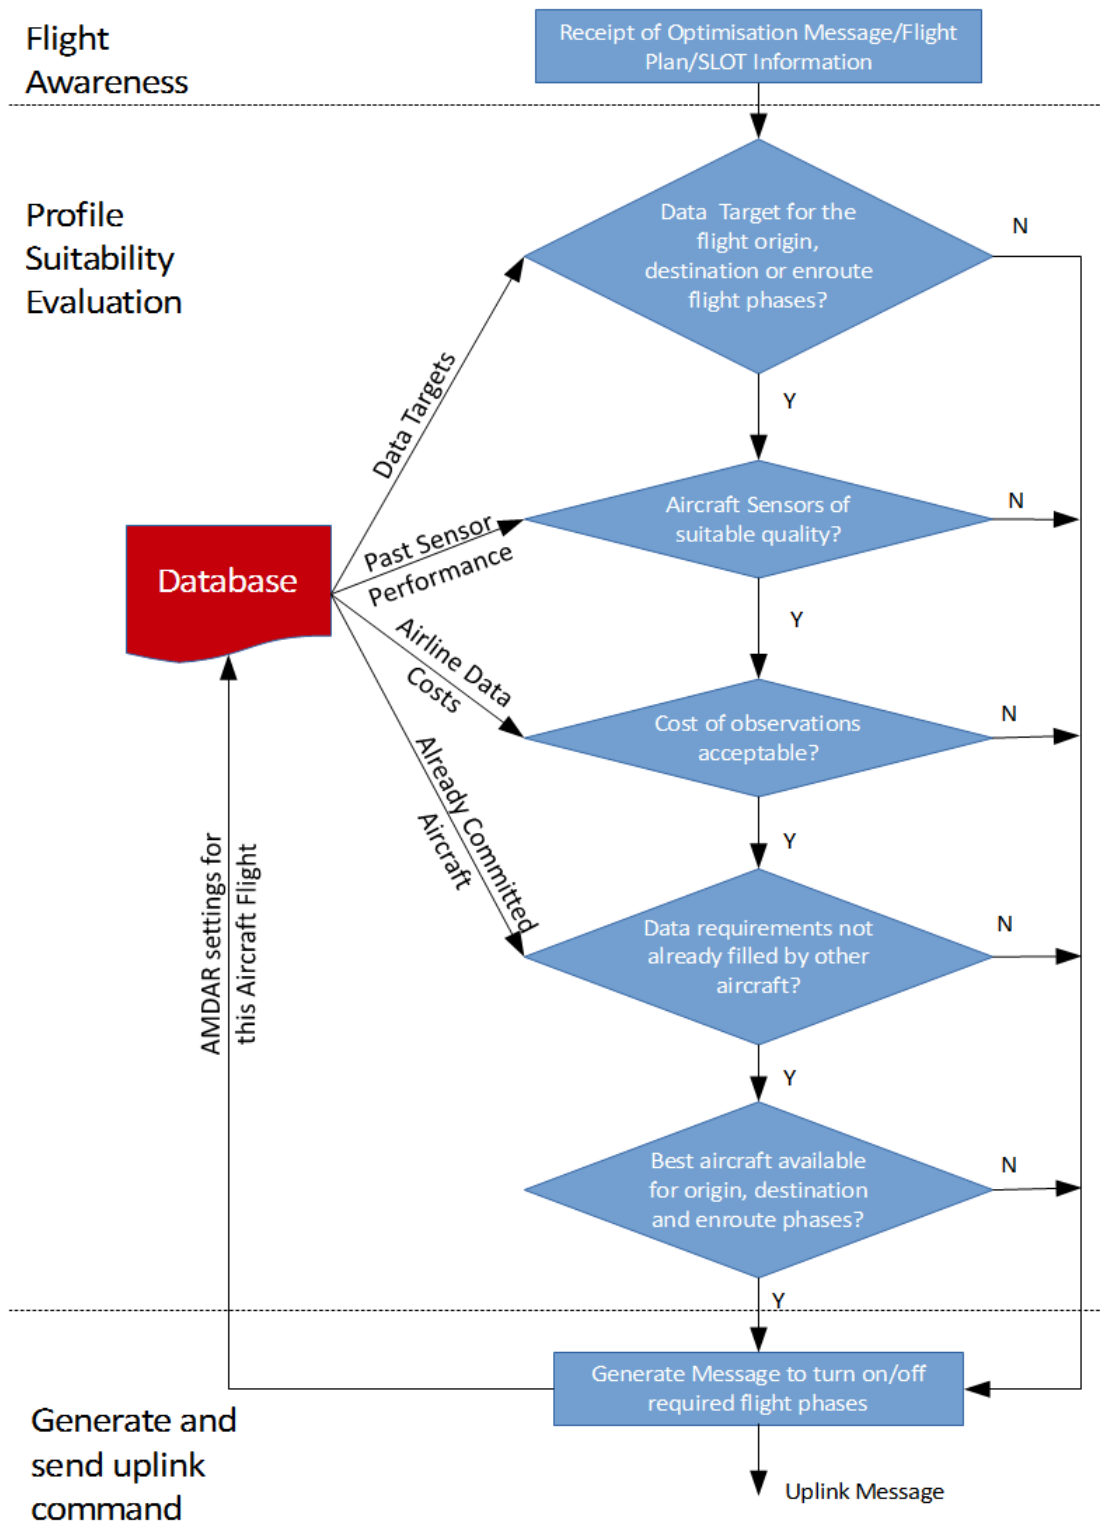 Flight
Awareness
Receipt of Optimisation Message/Flight
Plan/SLOT Information
Profile
Suitability
Evaluation
Data Target for the
flight origin,
destination or enroute
flight phases?
N
Y
Data Targets
Aircraft Sensors of
suitable quality?
N
Y
Past Sensor
Performance
Database
Airline Data
Costs
Cost of observations
acceptable?
N
Y
Already Committed
Aircraft
Data requirements not
already filled by other
aircraft?
N
Y
AMDAR settings for
this Aircraft Flight
Best aircraft available
for origin, destination
and enroute phases?
N
Y
Generate Message to turn on/off
required flight phases
Generate and
send uplink
command
Uplink Message